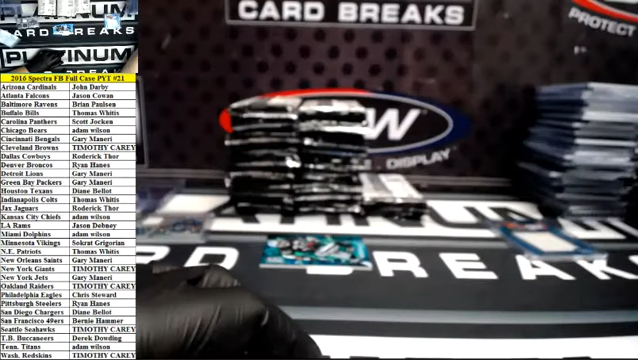 PLATINUM
CARD BREAKS
PLATINUM
CARD BREAKS
PROTECT
DISPLAY
RD BREAKS
2016 Spectra FB Full Case PYT #21
Arizona Cardinals John Darby
Atlanta Falcons Jason Cowan
Baltimore Ravens Brian Paulsen
Buffalo Bills Thomas Whitis
Carolina Panthers Scott Jocken
Chicago Bears adam wilson
Cincinnati Bengals Gary Maneri
Cleveland Browns TIMOTHY CAREY
Dallas Cowboys Roderick Thor
Denver Broncos Ryan Hanes
Detroit Lions Gary Maneri
Green Bay Packers Gary Maneri
Houston Texans Diane Bellot
Indianapolis Colts Thomas Whitis
Jax Jaguars Roderick Thor
Kansas City Chiefs adam wilson
LA Rams Jason Debney
Miami Dolphins adam wilson
Minnesota Vikings Sokrat Grigorian
N.E. Patriots Thomas Whitis
New Orleans Saints Gary Maneri
New York Giants TIMOTHY CAREY
New York Jets Gary Maneri
Oakland Raiders TIMOTHY CAREY
Philadelphia Eagles Chris Steward
Pittsburgh Steelers Ryan Hanes
San Diego Chargers Diane Bellot
San Francisco 49ers Bernie Hammer
Seattle Seahawks TIMOTHY CAREY
T.B. Buccaneers Derek Dowding
Tenn. Titans adam wilson
Wash. Redskins TIMOTHY CAREY